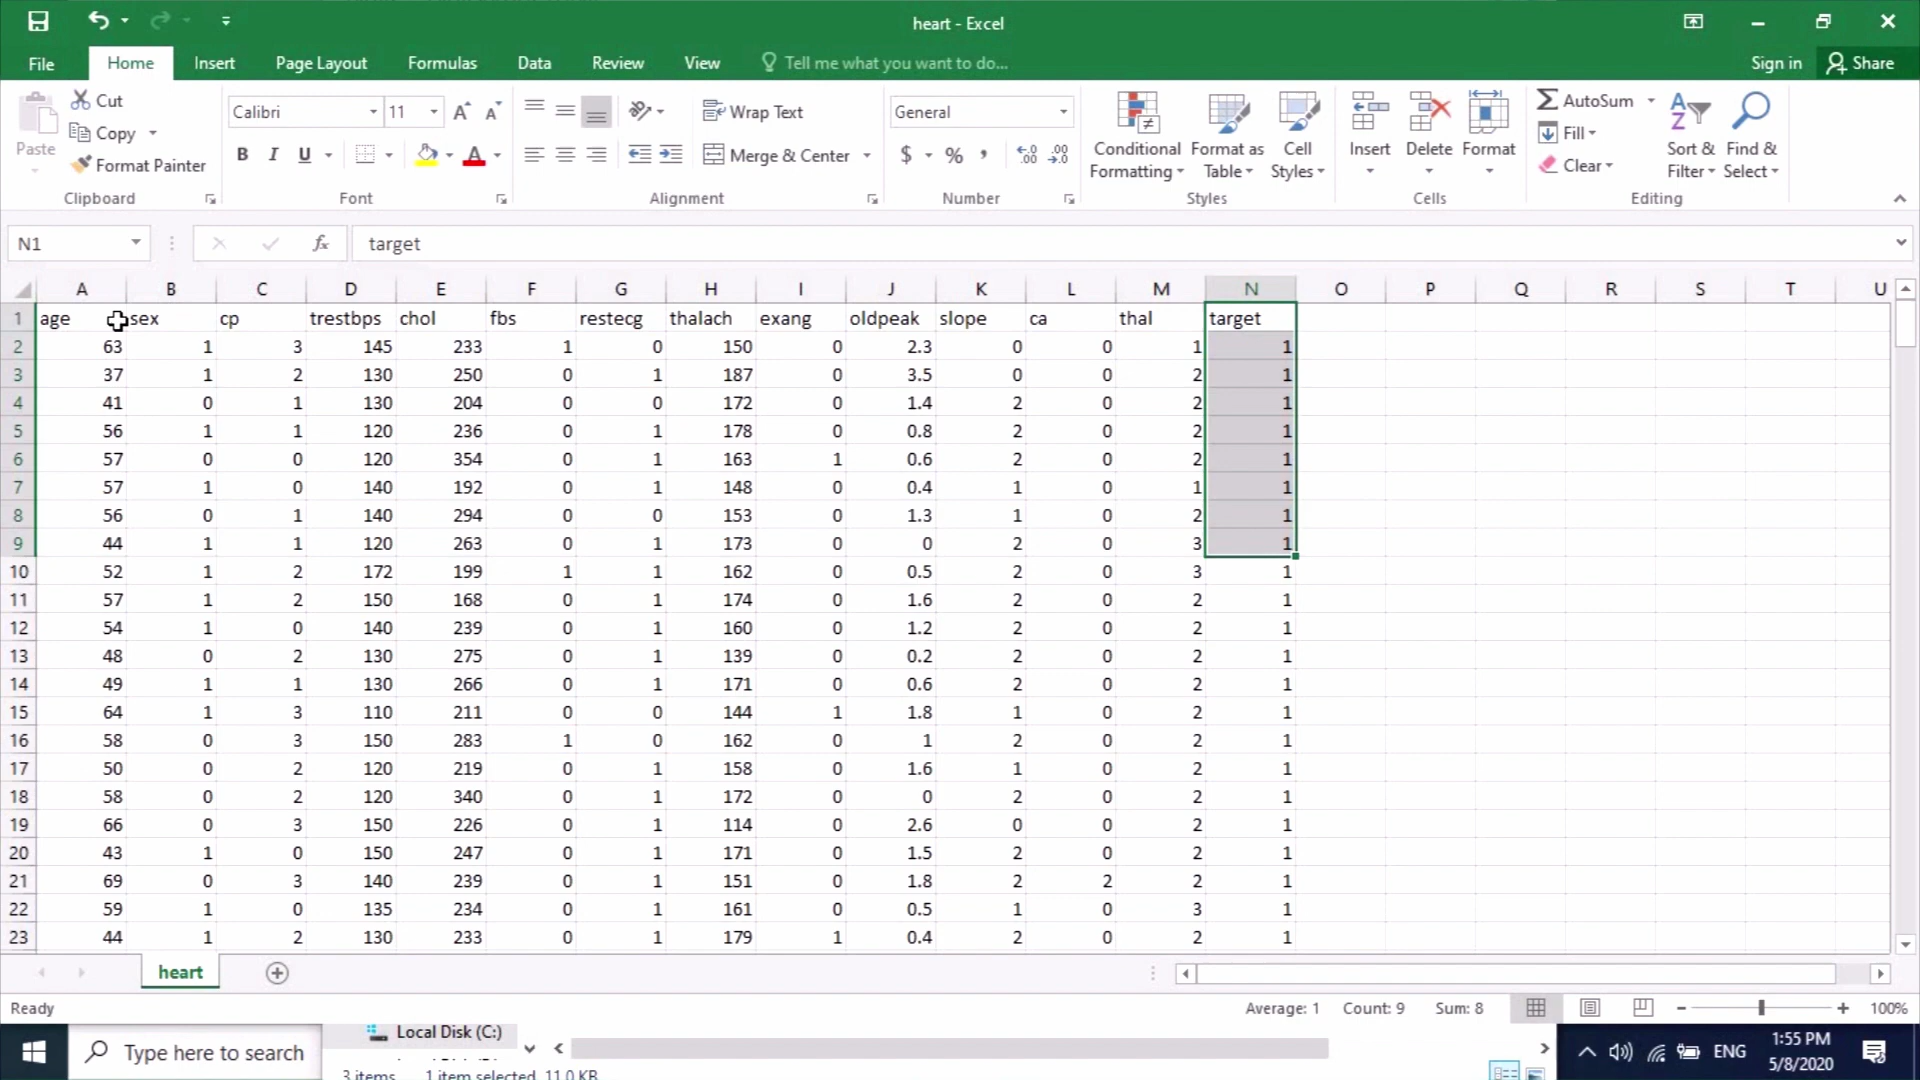 heart - Excel
File Home Insert Page Layout Formulas Data Review View Tell me what you want to do... Sign in Share
Paste Cut Copy Format Painter Clipboard
Calibri 11 B I U A Font
Wrap Text Merge & Center Alignment
General $ % Number
Conditional Formatting Format as Table Cell Styles Styles
Insert Delete Format Cells
AutoSum Fill Clear Sort & Filter Find & Select Editing
N1 fx target
A B C D E F G H I J K L M N O P Q R S T U
1 age sex cp trestbps chol fbs restecg thalach exang oldpeak slope ca thal target
2 63 1 3 145 233 1 0 150 0 2.3 0 0 1 1
3 37 1 2 130 250 0 1 187 0 3.5 0 0 2 1
4 41 0 1 130 204 0 0 172 0 1.4 2 0 2 1
5 56 1 1 120 236 0 1 178 0 0.8 2 0 2 1
6 57 0 0 120 354 0 1 163 1 0.6 2 0 2 1
7 57 1 0 140 192 0 1 148 0 0.4 1 0 1 1
8 56 0 1 140 294 0 0 153 0 1.3 1 0 2 1
9 44 1 1 120 263 0 1 173 0 0 2 0 3 1
10 52 1 2 172 199 1 1 162 0 0.5 2 0 3 1
11 57 1 2 150 168 0 1 174 0 1.6 2 0 2 1
12 54 1 0 140 239 0 1 160 0 1.2 2 0 2 1
13 48 0 2 130 275 0 1 139 0 0.2 2 0 2 1
14 49 1 1 130 266 0 1 171 0 0.6 2 0 2 1
15 64 1 3 110 211 0 0 144 1 1.8 1 0 2 1
16 58 0 3 150 283 1 0 162 0 1 2 0 2 1
17 50 0 2 120 219 0 1 158 0 1.6 1 0 2 1
18 58 0 2 120 340 0 1 172 0 0 2 0 2 1
19 66 0 3 150 226 0 1 114 0 2.6 0 0 2 1
20 43 1 0 150 247 0 1 171 0 1.5 2 0 2 1
21 69 0 3 140 239 0 1 151 0 1.8 2 2 2 1
22 59 1 0 135 234 0 1 161 0 0.5 1 0 3 1
23 44 1 2 130 233 0 1 179 1 0.4 2 0 2 1
heart
Ready Average: 1 Count: 9 Sum: 8 100%
Type here to search Local Disk (C:) ENG 1:55 PM
5/8/2020
3 items 1 item selected 11.0 KB